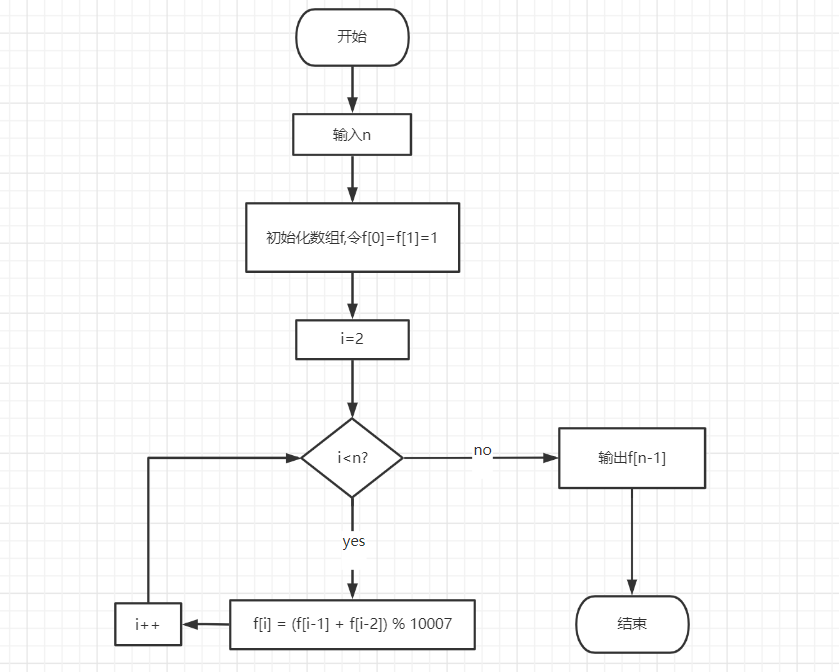 开始
输入n
初始化数组f,令f[0]=f[1]=1
i=2
i<n?
no
输出f[n-1]
yes
f[i] = (f[i-1] + f[i-2]) % 10007
i++
结束